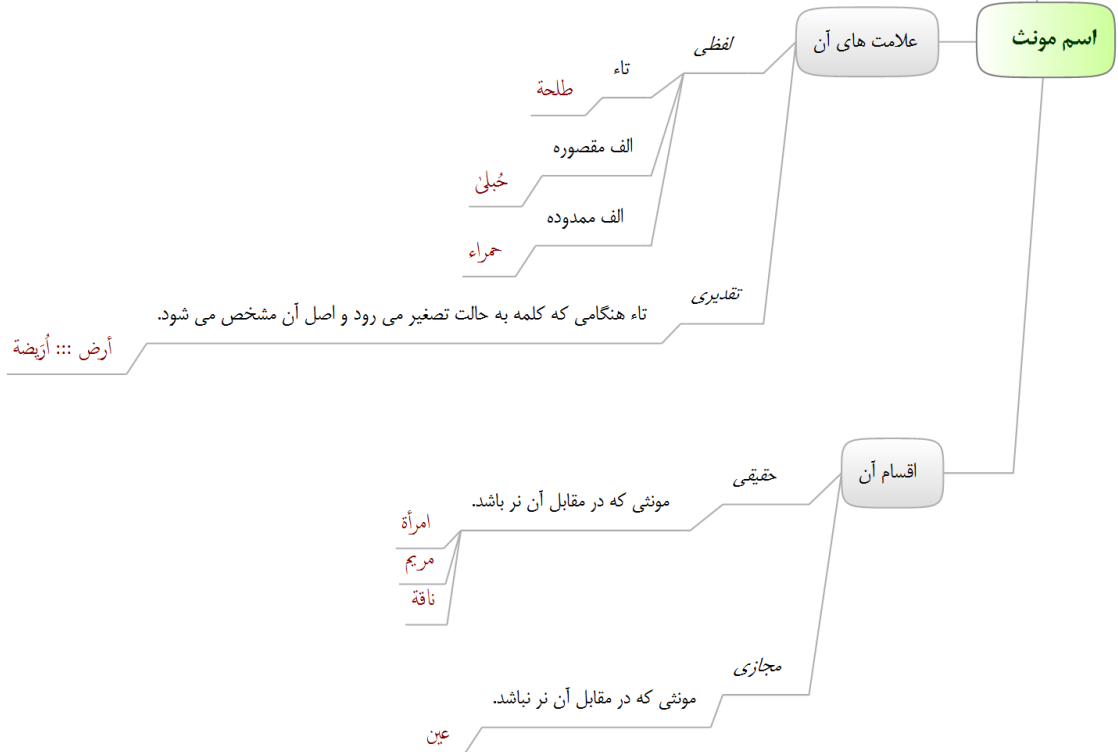 اسم مونث
علامت های آن
لفظی
تاء
طلحة
الف مقصوره
حُبلیٰ
الف ممدوده
حمراء
تقدیری
تاء هنگامی که کلمه به حالت تصغیر می رود و اصل آن مشخص می شود.
أرض ::: اُرَیضة
اقسام آن
حقیقی
مونثی که در مقابل آن نر باشد.
امرأة
مریم
ناقة
مجازی
مونثی که در مقابل آن نر نباشد.
عین